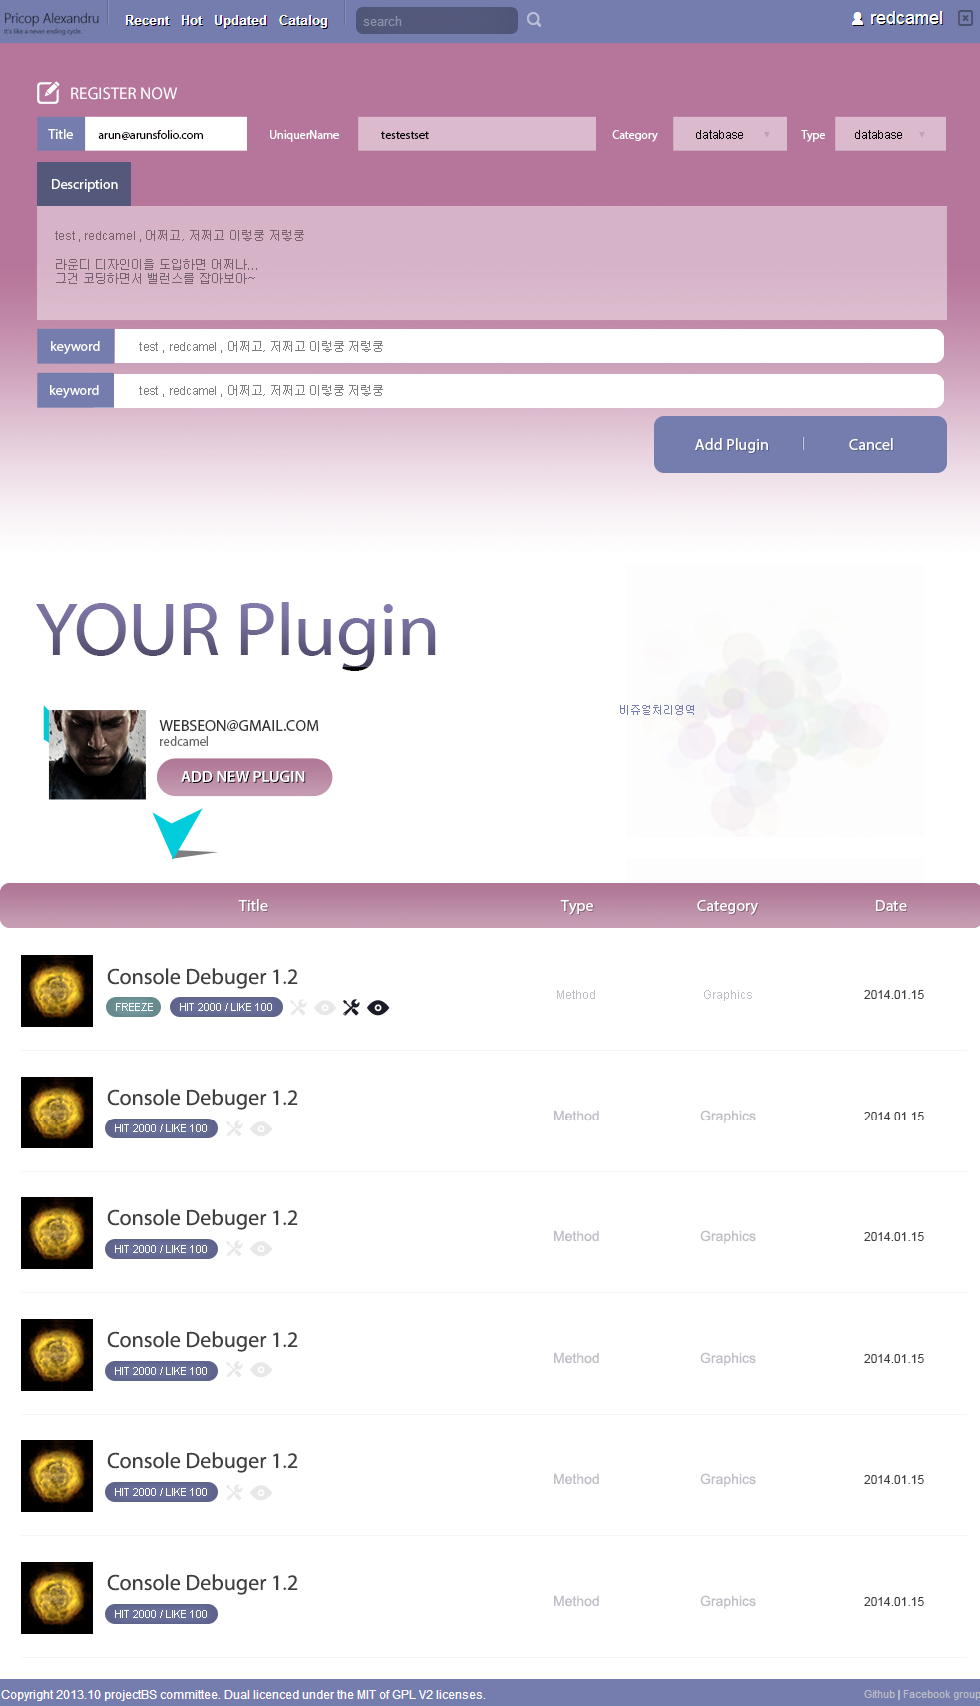 Pricop Alexandru
It's like a never ending cycle.
Recent Hot Updated Catalog
search
redcamel
REGISTER NOW
Title arun@arunsfolio.com UniquerName testestset Category database Type database
Description
test , redcamel , 어쩌고, 저쩌고 이렇쿵 저렇쿵
라운디 디자인이을 도입하면 어쩌나...
그건 코딩하면서 밸런스를 잡아보아~
keyword test , redcamel , 어쩌고, 저쩌고 이렇쿵 저렇쿵
keyword test , redcamel , 어쩌고, 저쩌고 이렇쿵 저렇쿵
Add Plugin | Cancel
YOUR Plugin
비쥬얼처리영역
WEBSEON@GMAIL.COM
redcamel
ADD NEW PLUGIN
Title Type Category Date
Console Debuger 1.2
FREEZE HIT 2000 / LIKE 100 Method Graphics 2014.01.15
Console Debuger 1.2
HIT 2000 / LIKE 100 Method Graphics 2014.01.15
Console Debuger 1.2
HIT 2000 / LIKE 100 Method Graphics 2014.01.15
Console Debuger 1.2
HIT 2000 / LIKE 100 Method Graphics 2014.01.15
Console Debuger 1.2
HIT 2000 / LIKE 100 Method Graphics 2014.01.15
Console Debuger 1.2
HIT 2000 / LIKE 100 Method Graphics 2014.01.15
Copyright 2013.10 projectBS committee. Dual licenced under the MIT of GPL V2 licenses. Github | Facebook group